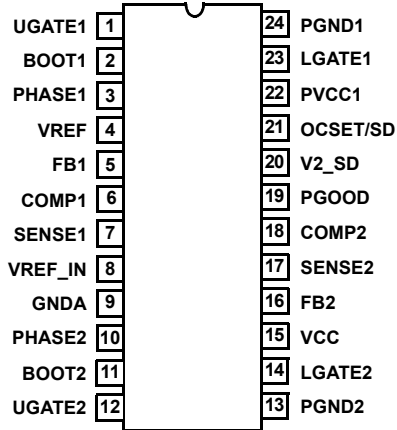 UGATE1 1 24 PGND1
BOOT1 2 23 LGATE1
PHASE1 3 22 PVCC1
VREF 4 21 OCSET/SD
FB1 5 20 V2_SD
COMP1 6 19 PGOOD
SENSE1 7 18 COMP2
VREF_IN 8 17 SENSE2
GNDA 9 16 FB2
PHASE2 10 15 VCC
BOOT2 11 14 LGATE2
UGATE2 12 13 PGND2